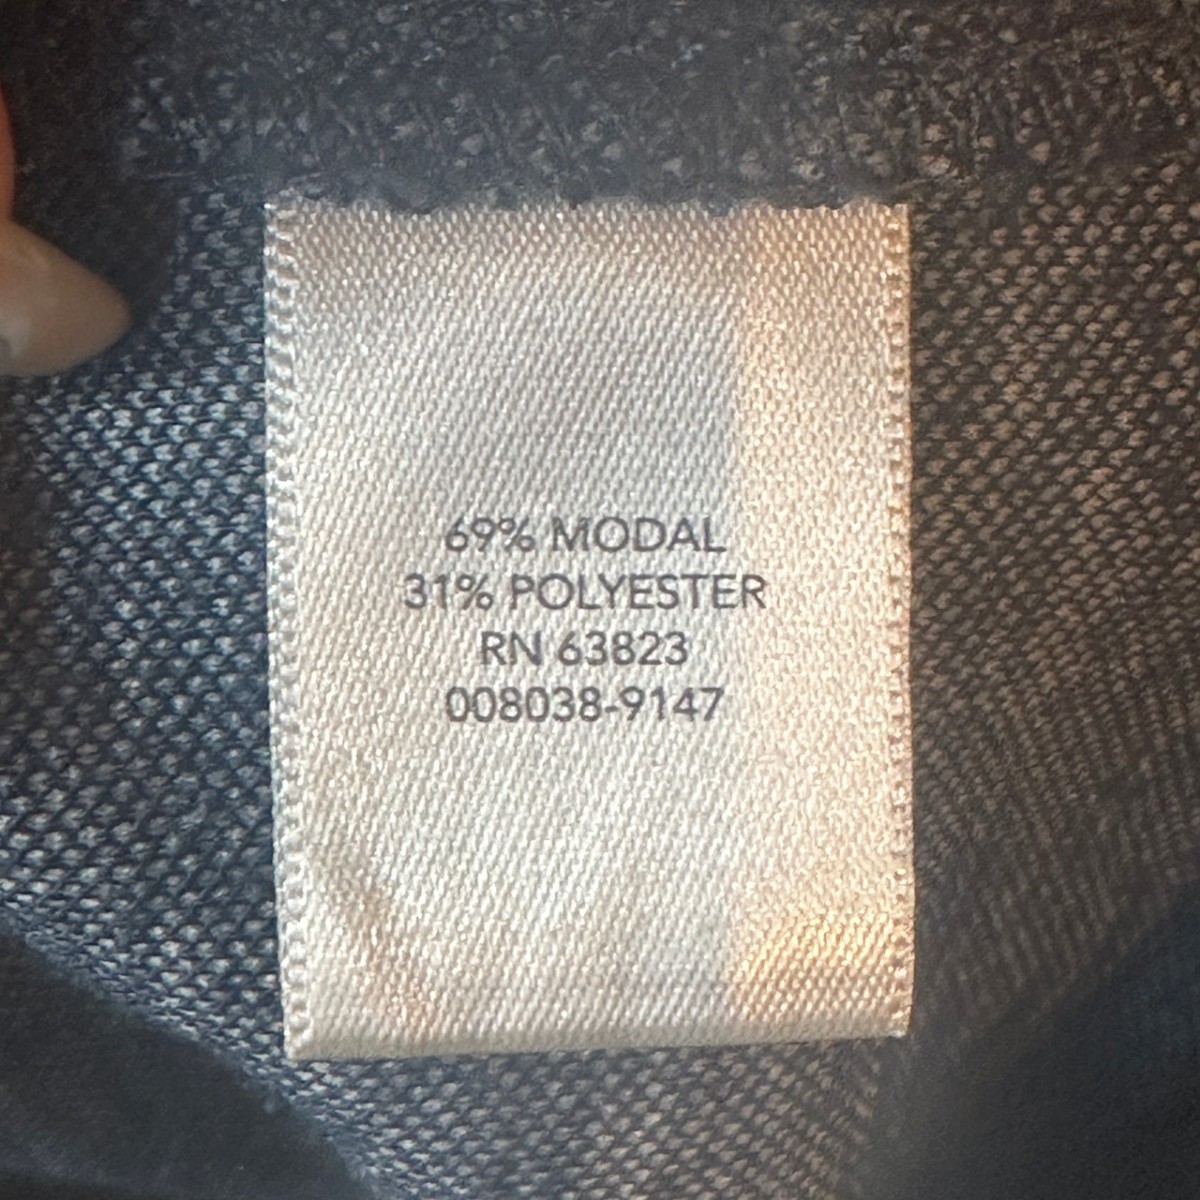 69% MODAL
31% POLYESTER
RN 63823
008038-9147